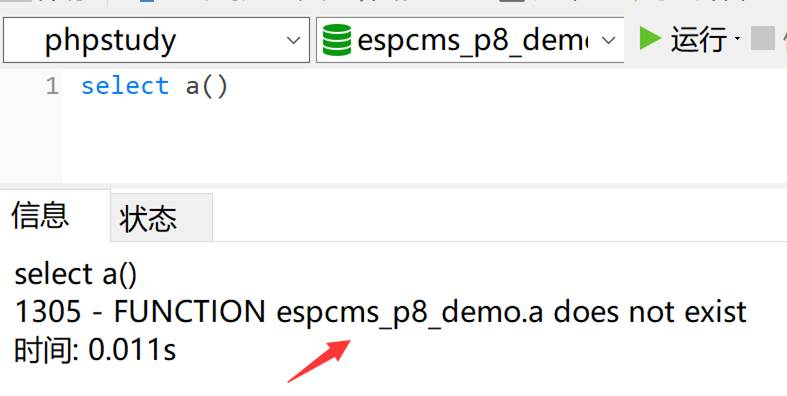 phpstudy espcms_p8_demo 运行
1 select a()
信息 状态
select a()
1305 - FUNCTION espcms_p8_demo.a does not exist
时间: 0.011s